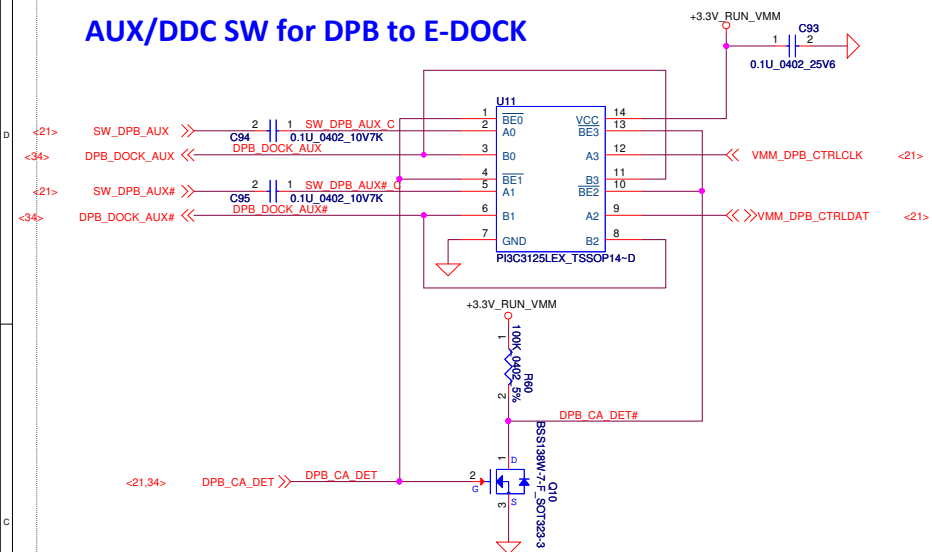 AUX/DDC SW for DPB to E-DOCK
+3.3V_RUN_VMM
C93
1 2
0.1U_0402_25V6
U11
1 BE0 VCC 14
<21> SW_DPB_AUX 2 1 SW_DPB_AUX_C 2 A0 BE3 13
C94 0.1U_0402_10V7K
D
<34> DPB_DOCK_AUX DPB_DOCK_AUX 3 B0 A3 12 VMM_DPB_CTRLCLK <21>
4 BE1 B3 11
<21> SW_DPB_AUX# 2 1 SW_DPB_AUX#_C 5 A1 BE2 10
C95 0.1U_0402_10V7K
<34> DPB_DOCK_AUX# DPB_DOCK_AUX# 6 B1 A2 9 VMM_DPB_CTRLDAT <21>
7 GND B2 8
PI3C3125LEX_TSSOP14~D
+3.3V_RUN_VMM
1
100K_0402_5%
R60
2
DPB_CA_DET#
BSS138W-7-F_SOT323-3
Q10
1 D
<21,34> DPB_CA_DET DPB_CA_DET 2 G
3 S
C